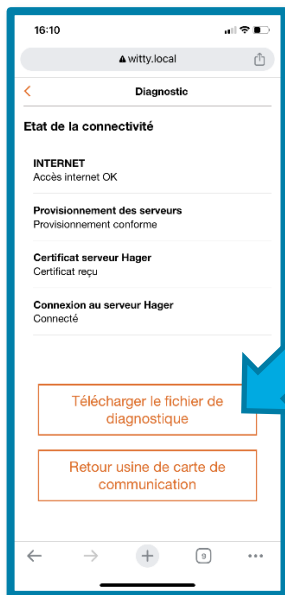 16:10
witty.local
Diagnostic
Etat de la connectivité
INTERNET
Accès internet OK
Provisionnement des serveurs
Provisionnement conforme
Certificat serveur Hager
Certificat reçu
Connexion au serveur Hager
Connecté
Télécharger le fichier de
diagnostique
Retour usine de carte de
communication
9